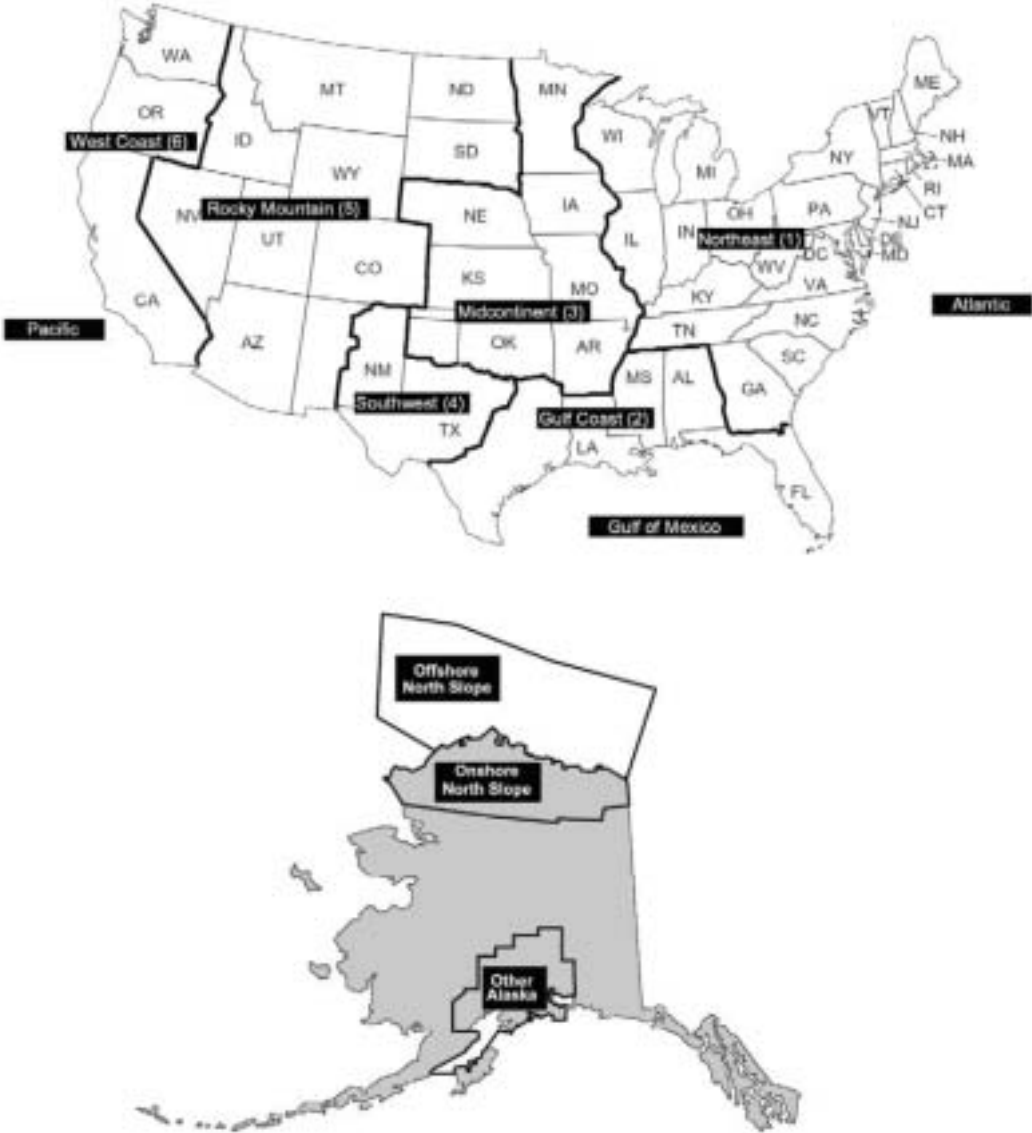 WA
MT
ND
MN
ME
OR
VT
NH
West Coast (6)
ID
SD
WI
NY
MA
WY
MI
RI
NV
Rocky Mountain (5)
NE
IA
OH
PA
CT
NJ
UT
IL
IN
Northeast (1)
DE
DC
MD
CO
KS
WV
VA
CA
MO
KY
Pacific
Midcontinent (3)
Atlantic
NC
AZ
OK
AR
TN
SC
NM
MS
AL
GA
Southwest (4)
Gulf Coast (2)
TX
LA
FL
Gulf of Mexico
Offshore
North Slope
Onshore
North Slope
Other
Alaska